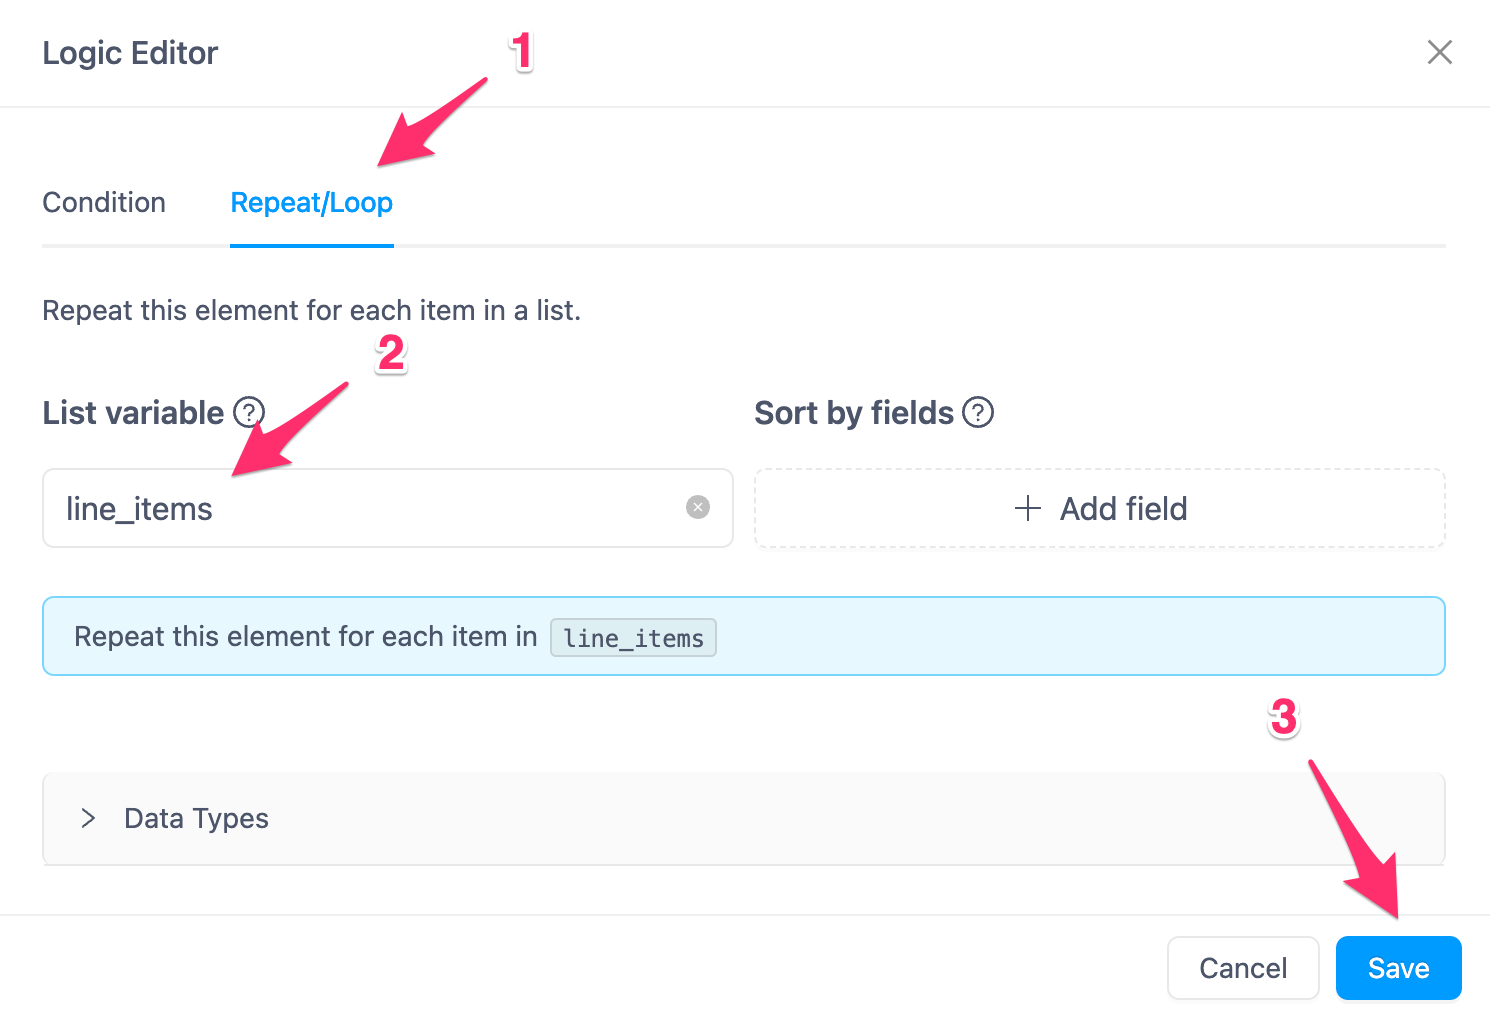 Logic Editor
1
Condition
Repeat/Loop
Repeat this element for each item in a list.
2
List variable ?
Sort by fields ?
line_items
+ Add field
Repeat this element for each item in line_items
3
> Data Types
Cancel
Save